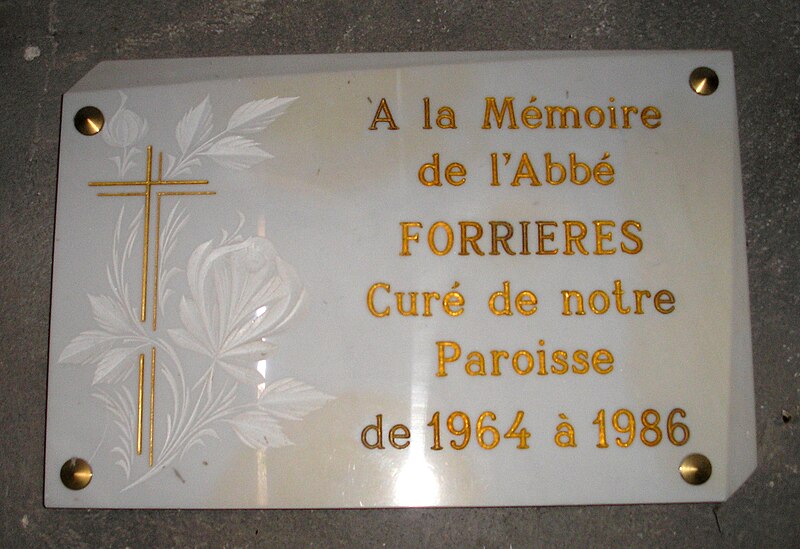 A la Mémoire
de l'Abbé
FORRIERES
Curé de notre
Paroisse
de 1964 à 1986